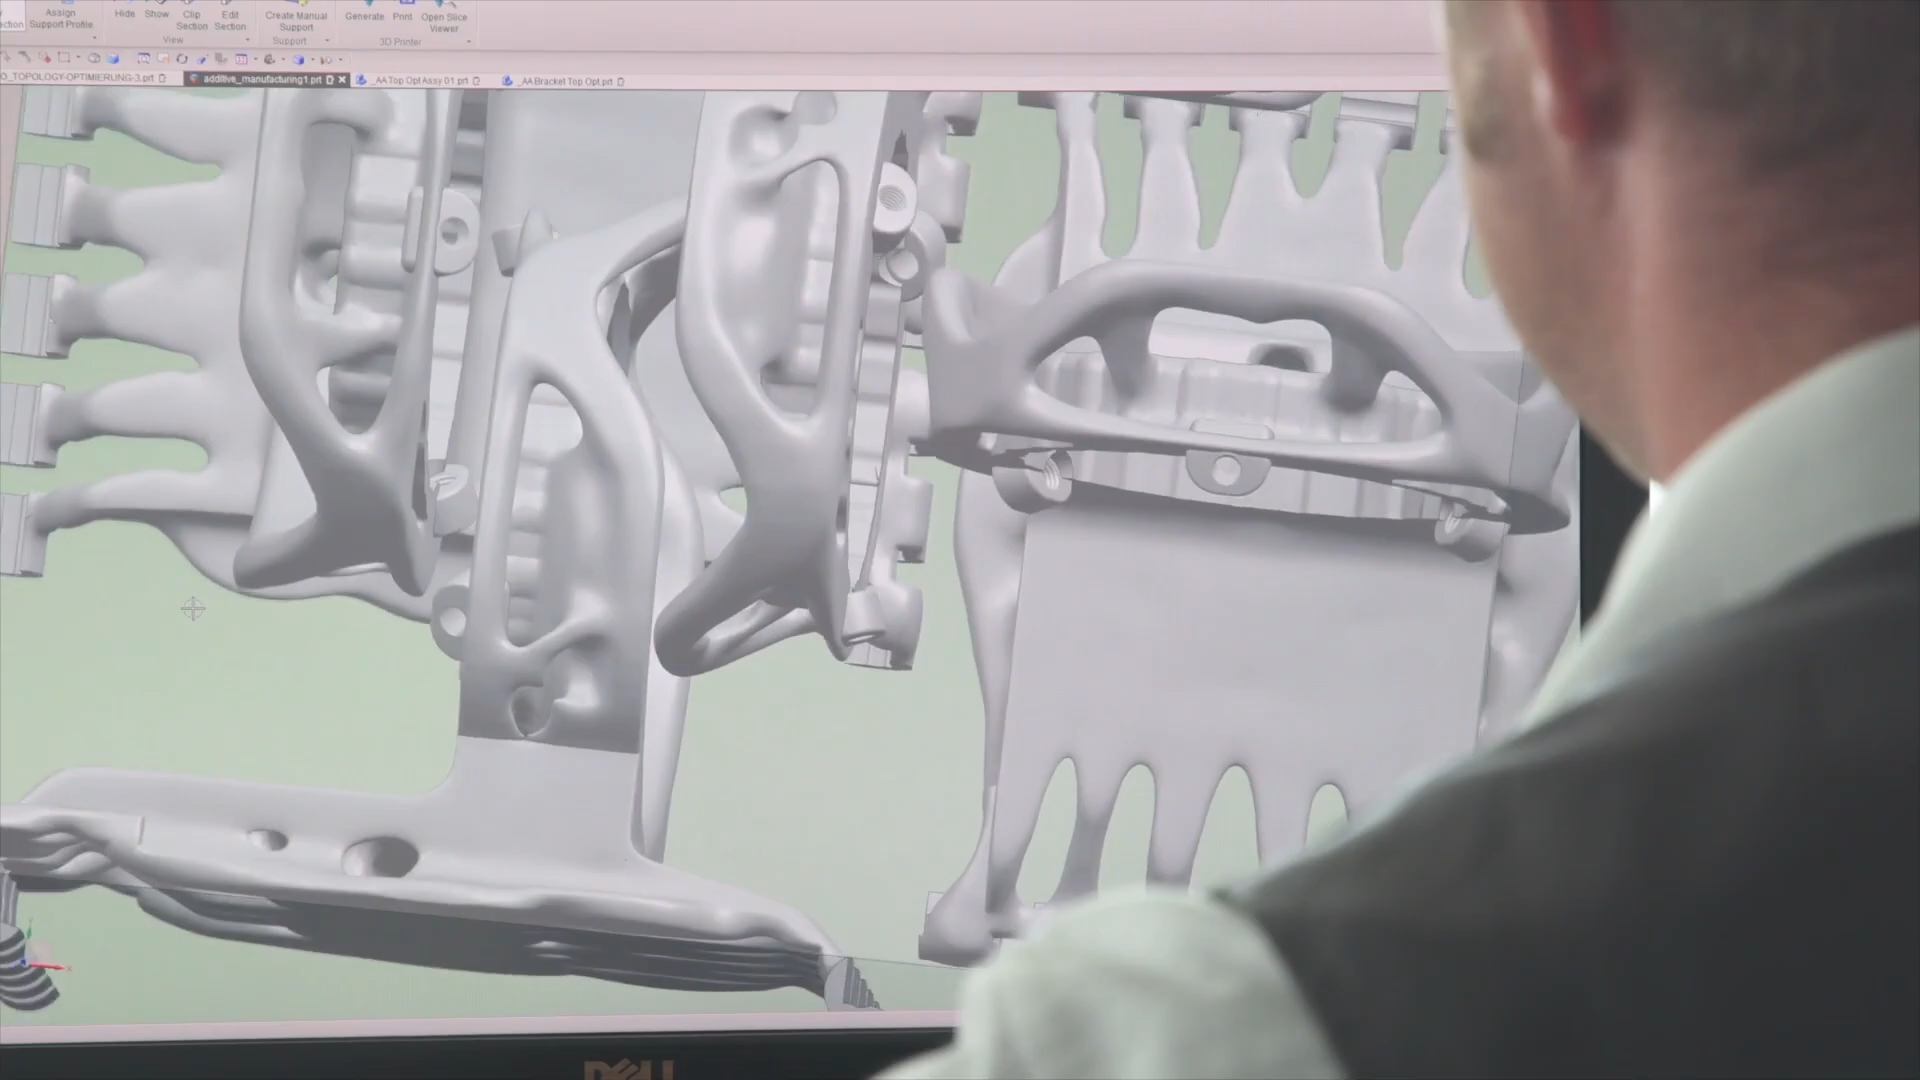 Assign
Support Profile
Hide
Show
Clip
Section
Edit
Section
View
Create Manual
Support
Support
Generate
Print
Open Slice
Viewer
3D Printer
O_TOPOLOGY-OPTIMIERUNG-3.prt
additive_manufacturing1.prt
_AA Top Opt Assy 01.prt
_AA Bracket Top Opt.prt
DELL